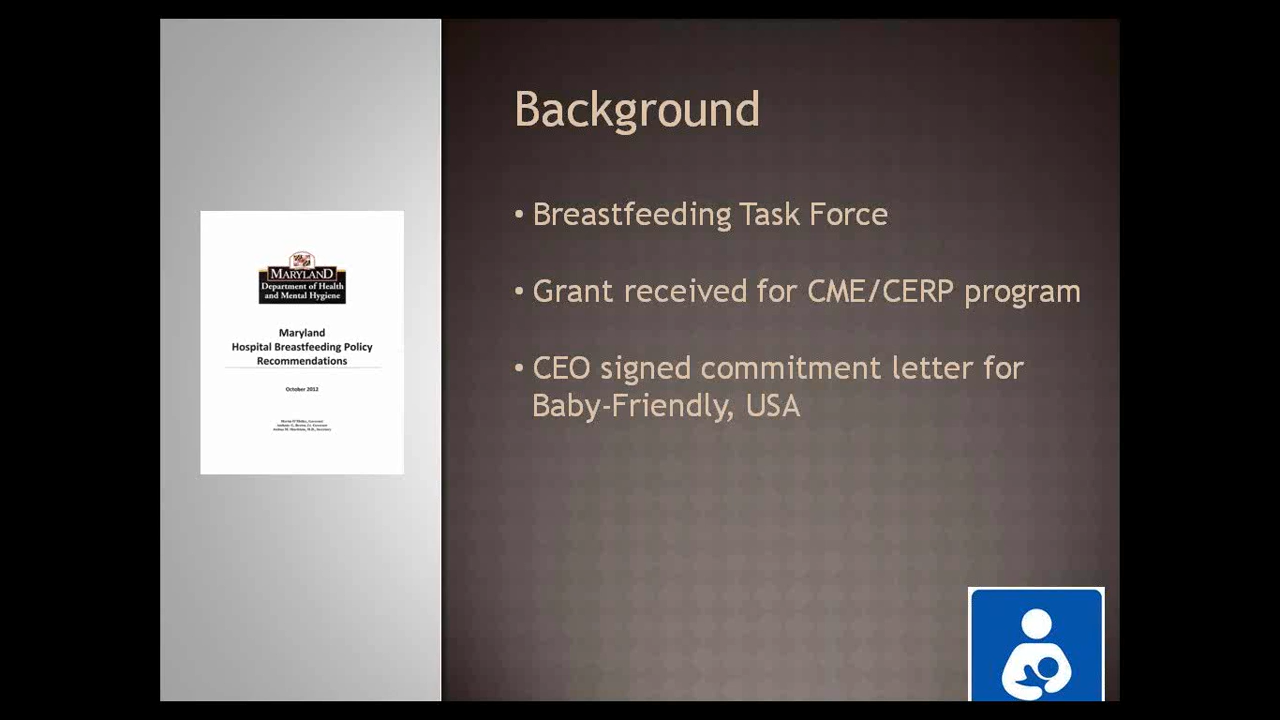 Background
• Breastfeeding Task Force
• Grant received for CME/CERP program
• CEO signed commitment letter for
Baby-Friendly, USA
MARYLAND
Department of Health
and Mental Hygiene
Maryland
Hospital Breastfeeding Policy
Recommendations
October 2012